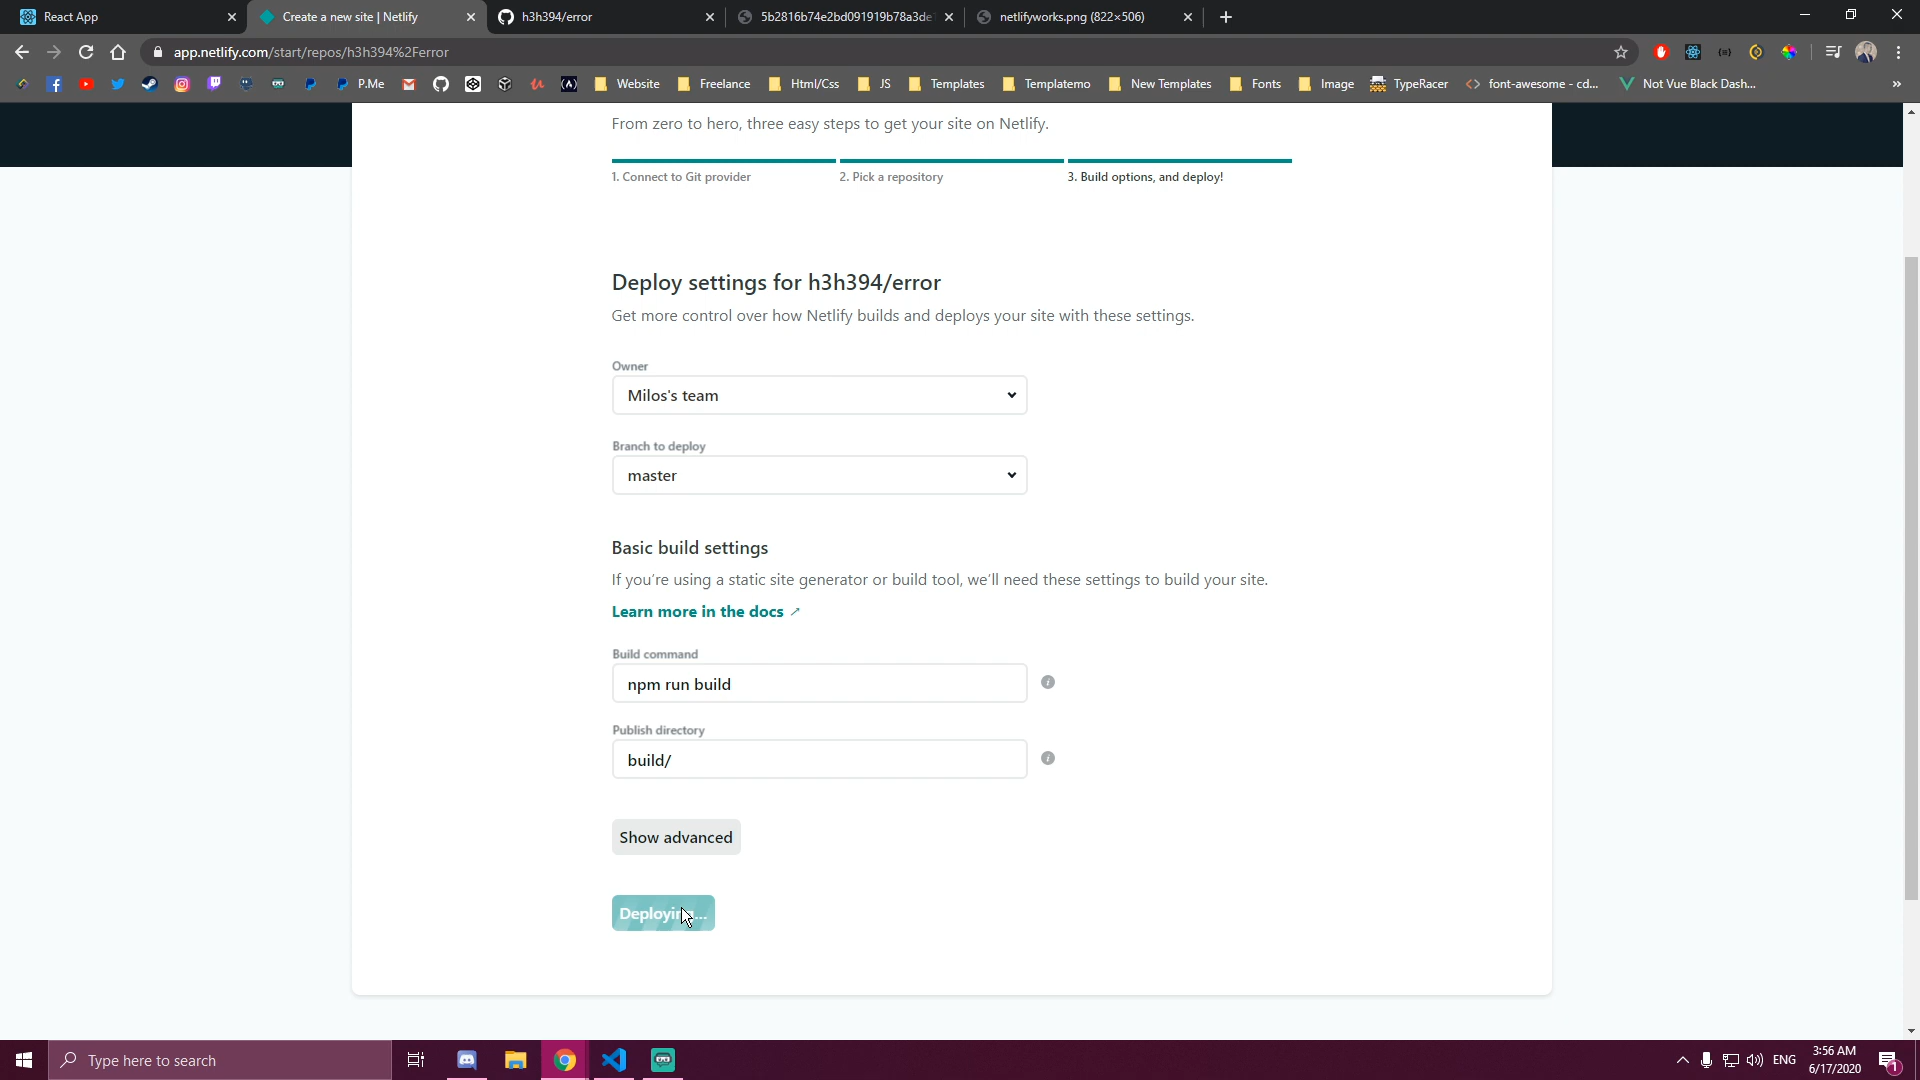 React App
Create a new site | Netlify
h3h394/error
5b2816b74e2bd091919b78a3de
netlifyworks.png (822×506)
app.netlify.com/start/repos/h3h394%2Ferror
P.Me
Website
Freelance
Html/Css
JS
Templates
Templatemo
New Templates
Fonts
Image
TypeRacer
font-awesome - cd...
Not Vue Black Dash...
From zero to hero, three easy steps to get your site on Netlify.
1. Connect to Git provider
2. Pick a repository
3. Build options, and deploy!
Deploy settings for h3h394/error
Get more control over how Netlify builds and deploys your site with these settings.
Owner
Milos's team
Branch to deploy
master
Basic build settings
If you're using a static site generator or build tool, we'll need these settings to build your site.
Learn more in the docs
Build command
npm run build
Publish directory
build/
Show advanced
Deploying...
Type here to search
ENG
3:56 AM
6/17/2020
1